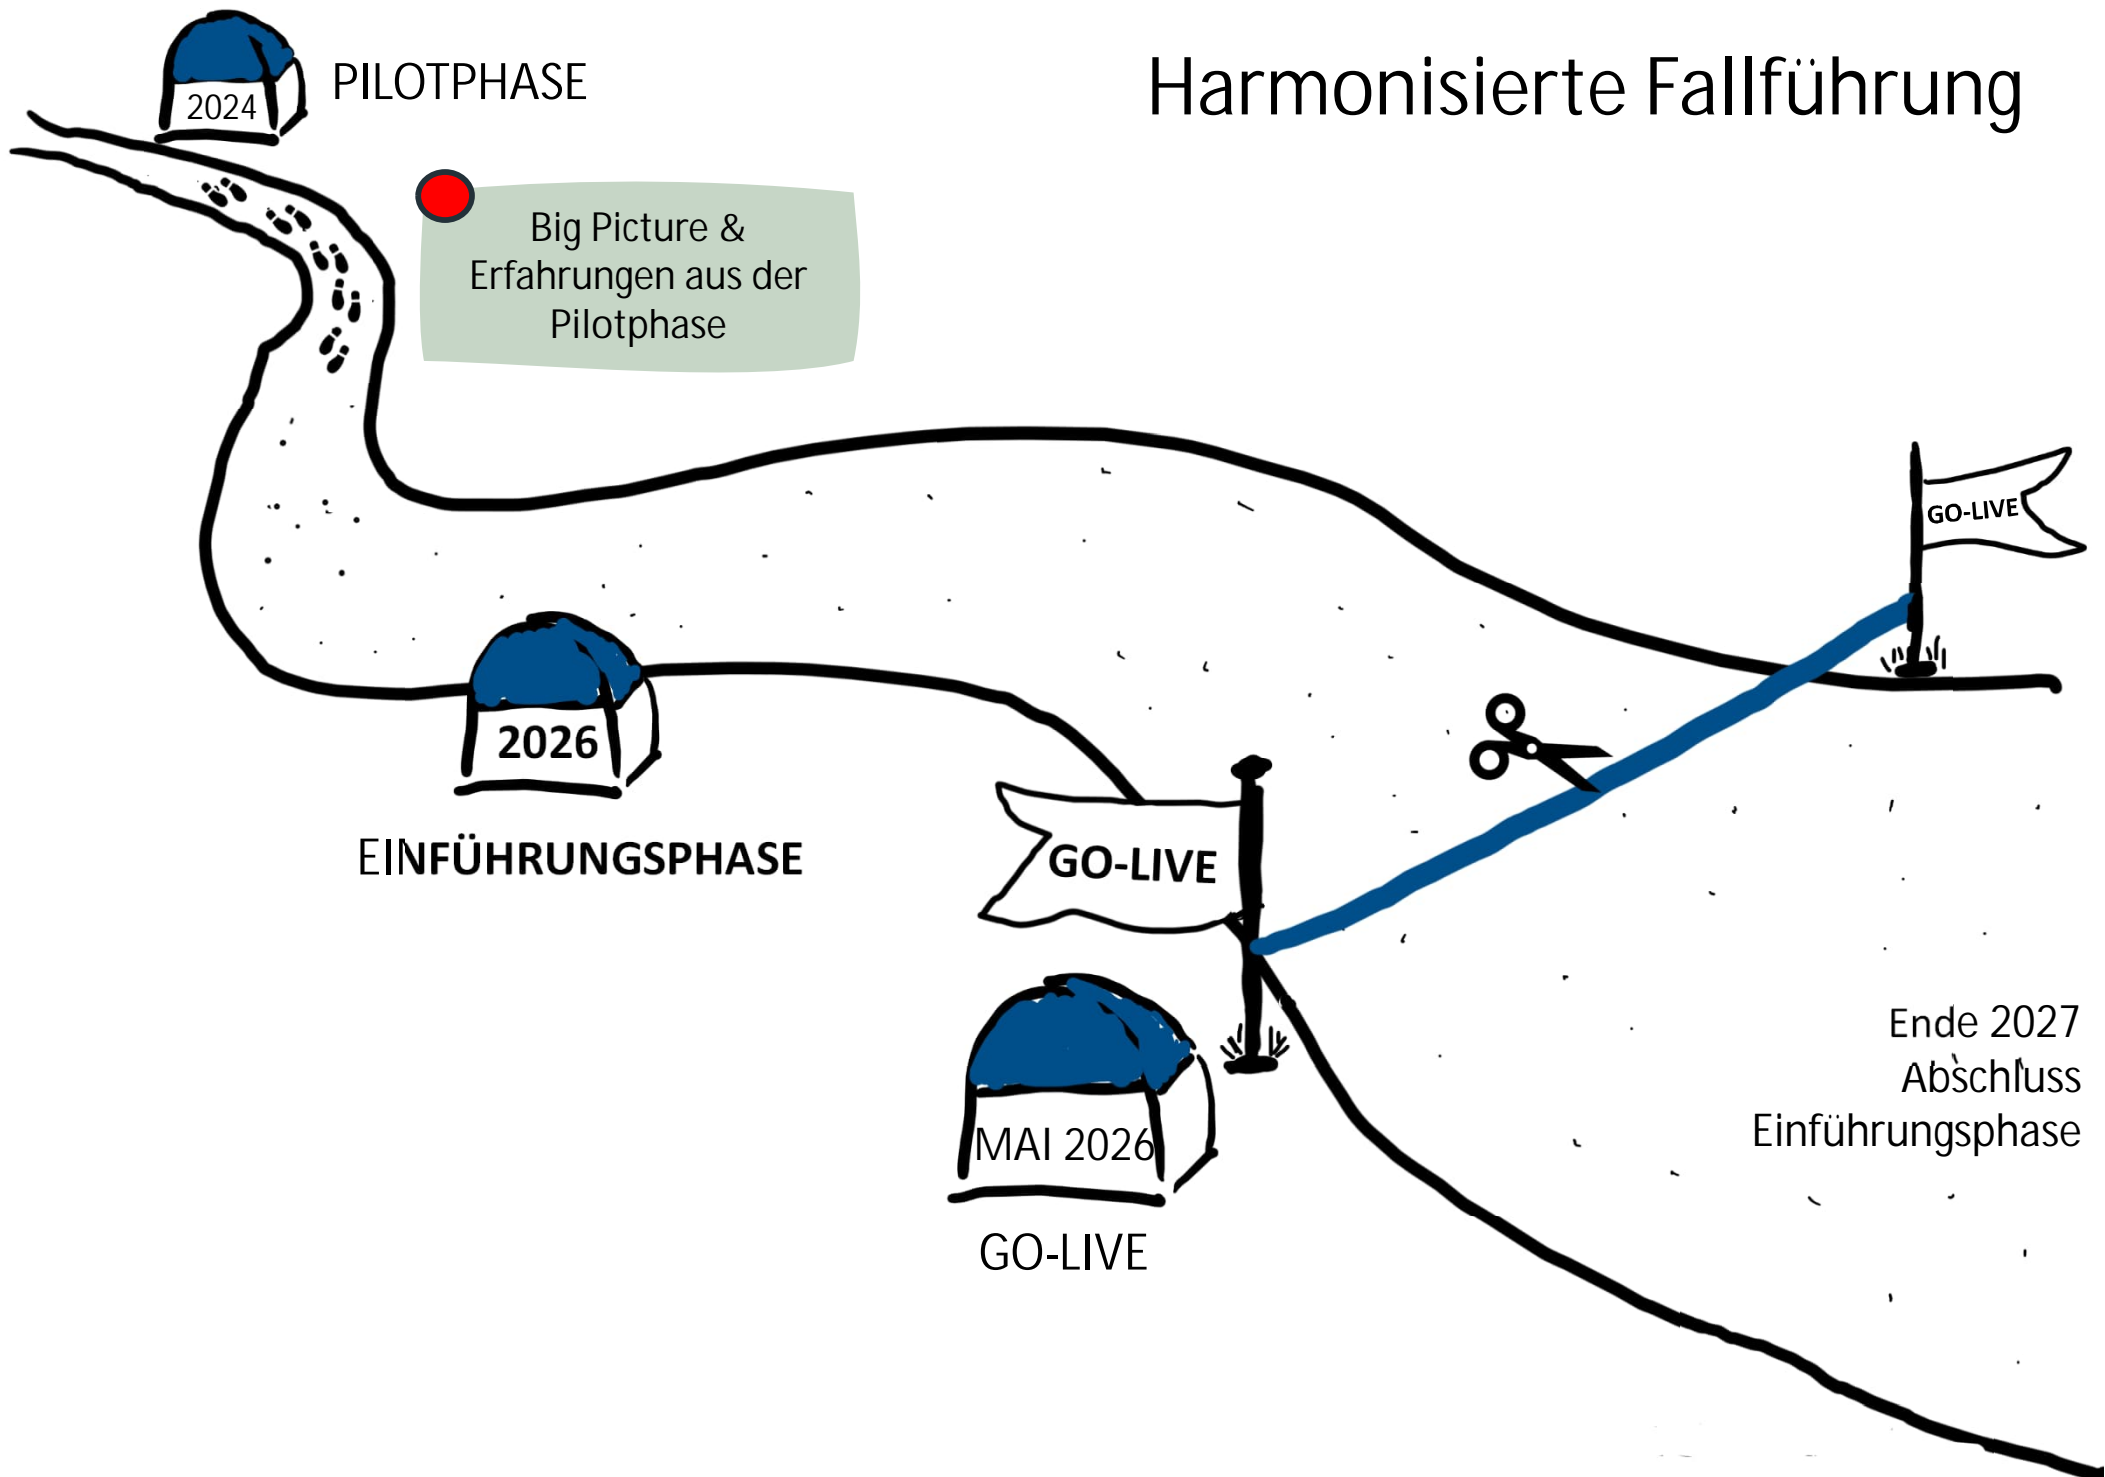 PILOTPHASE
2024
Harmonisierte Fallführung
Big Picture &
Erfahrungen aus der
Pilotphase
GO-LIVE
2026
EINFÜHRUNGSPHASE
GO-LIVE
MAI 2026
GO-LIVE
Ende 2027
Abschluss
Einführungsphase